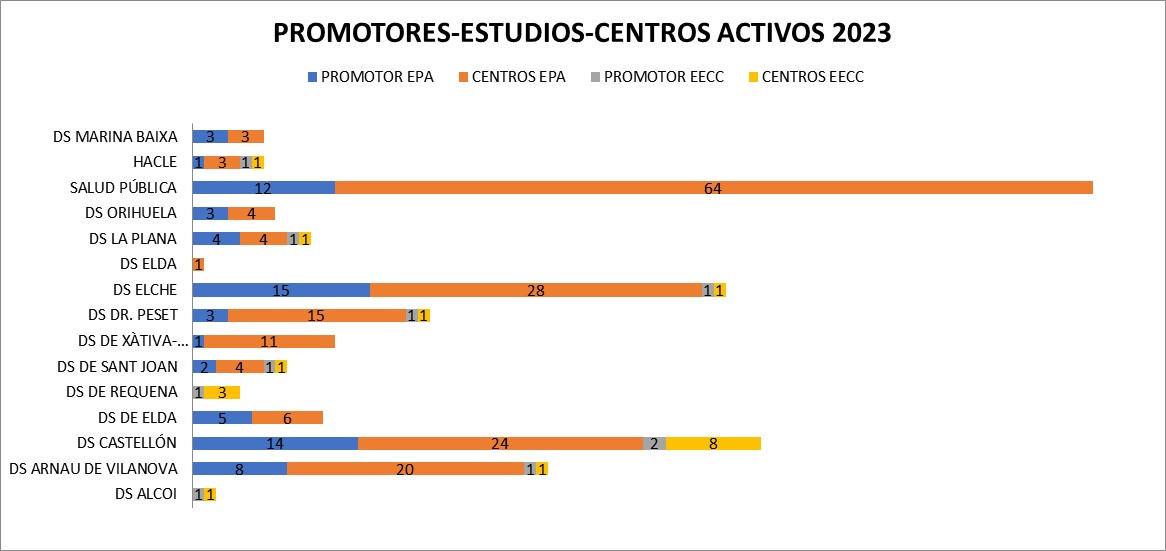 PROMOTORES-ESTUDIOS-CENTROS ACTIVOS 2023
PROMOTOR EPA CENTROS EPA PROMOTOR EECC CENTROS EECC
DS MARINA BAIXA 3 3
HACLE 1 3 1 1
SALUD PÚBLICA 12 64
DS ORIHUELA 3 4
DS LA PLANA 4 4 1 1
DS ELDA 1
DS ELCHE 15 28 1 1
DS DR. PESET 3 15 1 1
DS DE XÀTIVA-... 1 11
DS DE SANT JOAN 2 4 1 1
DS DE REQUENA 1 3
DS DE ELDA 5 6
DS CASTELLÓN 14 24 2 8
DS ARNAU DE VILANOVA 8 20 1 1
DS ALCOI 1 1